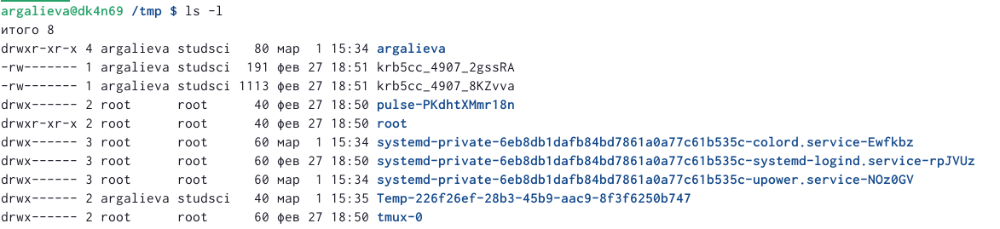 argalieva@dk4n69 /tmp $ ls -l
итого 8
drwxr-xr-x 4 argalieva studsci   80 мар  1 15:34 argalieva
-rw------- 1 argalieva studsci  191 фев 27 18:51 krb5cc_4907_2gssRA
-rw------- 1 argalieva studsci 1113 фев 27 18:51 krb5cc_4907_8KZvva
drwx------ 2 root      root      40 фев 27 18:50 pulse-PKdhtXMmr18n
drwxr-xr-x 2 root      root      40 фев 27 18:50 root
drwx------ 3 root      root      60 мар  1 15:34 systemd-private-6eb8db1dafb84bd7861a0a77c61b535c-colord.service-Ewfkbz
drwx------ 3 root      root      60 фев 27 18:50 systemd-private-6eb8db1dafb84bd7861a0a77c61b535c-systemd-logind.service-rpJVUz
drwx------ 3 root      root      60 мар  1 15:34 systemd-private-6eb8db1dafb84bd7861a0a77c61b535c-upower.service-NOz0GV
drwx------ 2 argalieva studsci   40 мар  1 15:35 Temp-226f26ef-28b3-45b9-aac9-8f3f6250b747
drwx------ 2 root      root      60 фев 27 18:50 tmux-0